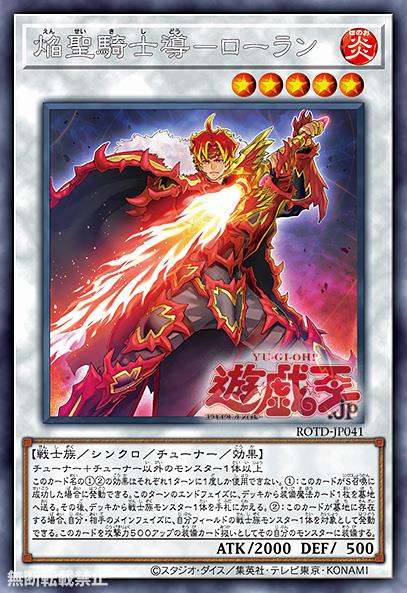 焔聖騎士導-ローラン
えんせいきしどう
炎
ほのお
YU-GI-OH!
遊戯王
.JP
ROTD-JP041
【戦士族/シンクロ/チューナー/効果】
チューナー+チューナー以外のモンスター1体以上
このカード名の①②の効果はそれぞれ1ターンに1度しか使用できない。①:このカードがS召喚に
成功した場合に発動できる。このターンのエンドフェイズに、デッキから装備魔法カード1枚を墓地
へ送る。その後、デッキから戦士族モンスター1体を手札に加える。②:このカードが墓地に存在
する場合、自分・相手のメインフェイズに、自分フィールドの戦士族モンスター1体を対象として発動
できる。このカードを攻撃力500アップの装備カード扱いとしてその自分のモンスターに装備する。
ATK/2000 DEF/ 500
無断転載禁止
©スタジオ・ダイス/集英社・テレビ東京・KONAMI